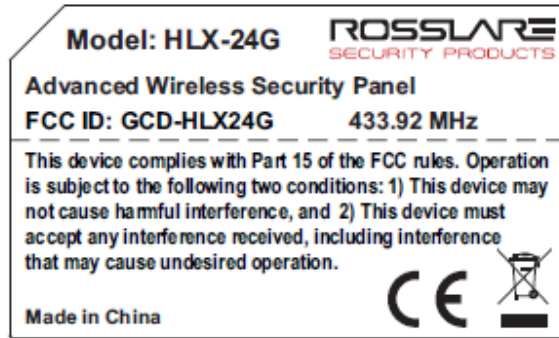 Model: HLX-24G
ROSSLARE
SECURITY PRODUCTS
Advanced Wireless Security Panel
FCC ID: GCD-HLX24G 433.92 MHz
This device complies with Part 15 of the FCC rules. Operation
is subject to the following two conditions: 1) This device may
not cause harmful interference, and 2) This device must
accept any interference received, including interference
that may cause undesired operation.
Made in China
CE